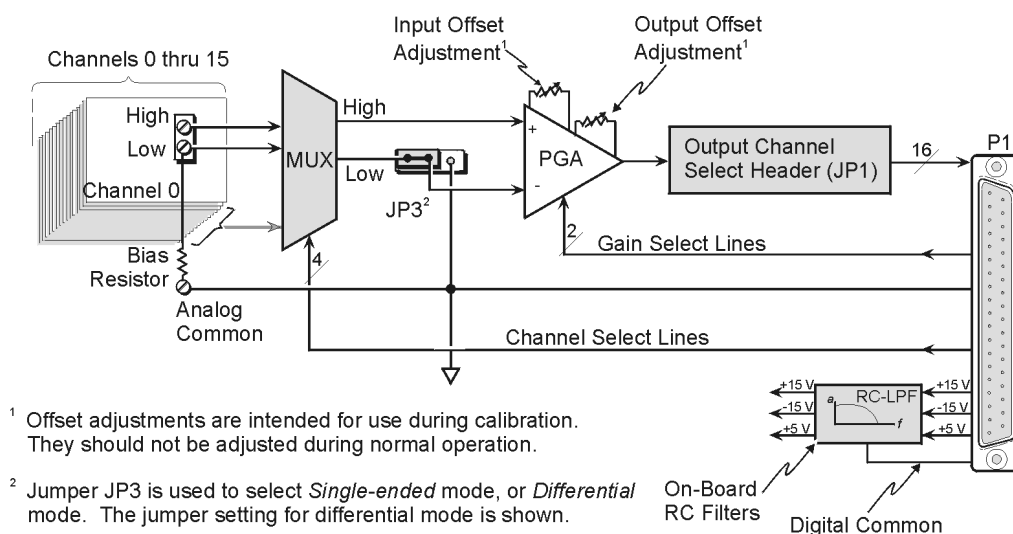 Input Offset
Adjustment¹
Output Offset
Adjustment¹
Channels 0 thru 15
High
Low
Channel 0
MUX
High
Low
JP3²
+
-
PGA
Output Channel
Select Header (JP1)
16
P1
2
Gain Select Lines
4
Bias
Resistor
Analog
Common
Channel Select Lines
+15 V
-15 V
+5 V
RC-LPF
a
f
+15 V
-15 V
+5 V
On-Board
RC Filters
Digital Common
¹ Offset adjustments are intended for use during calibration.
They should not be adjusted during normal operation.
² Jumper JP3 is used to select Single-ended mode, or Differential
mode. The jumper setting for differential mode is shown.